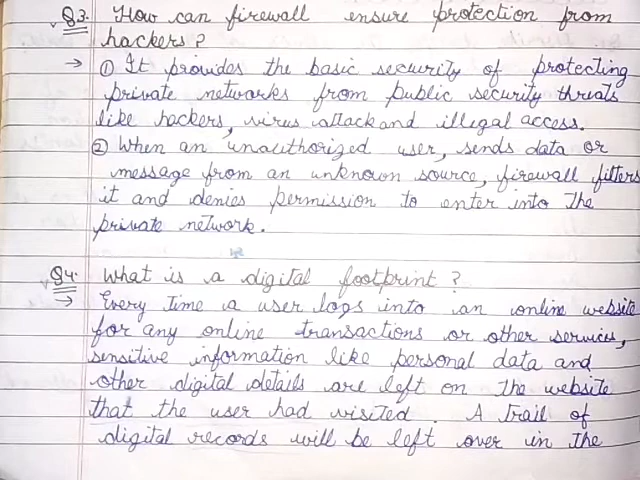 Q3. How can firewall ensure protection from
hackers?
→ ① It provides the basic security of protecting
private networks from public security threats
like hackers, virus attack and illegal access.
② When an unauthorized user, sends data or
message from an unknown source, firewall filters
it and denies permission to enter into the
private network.
Q4. What is a digital footprint?
→ Every time a user logs into an online website
for any online transactions or other services,
sensitive information like personal data and
other digital details are left on the website
that the user had visited. A trail of
digital records will be left over in the